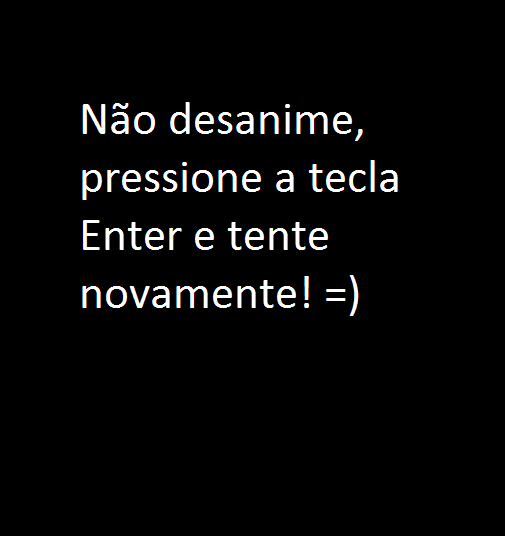 Não desanime,
pressione a tecla
Enter e tente
novamente! =)